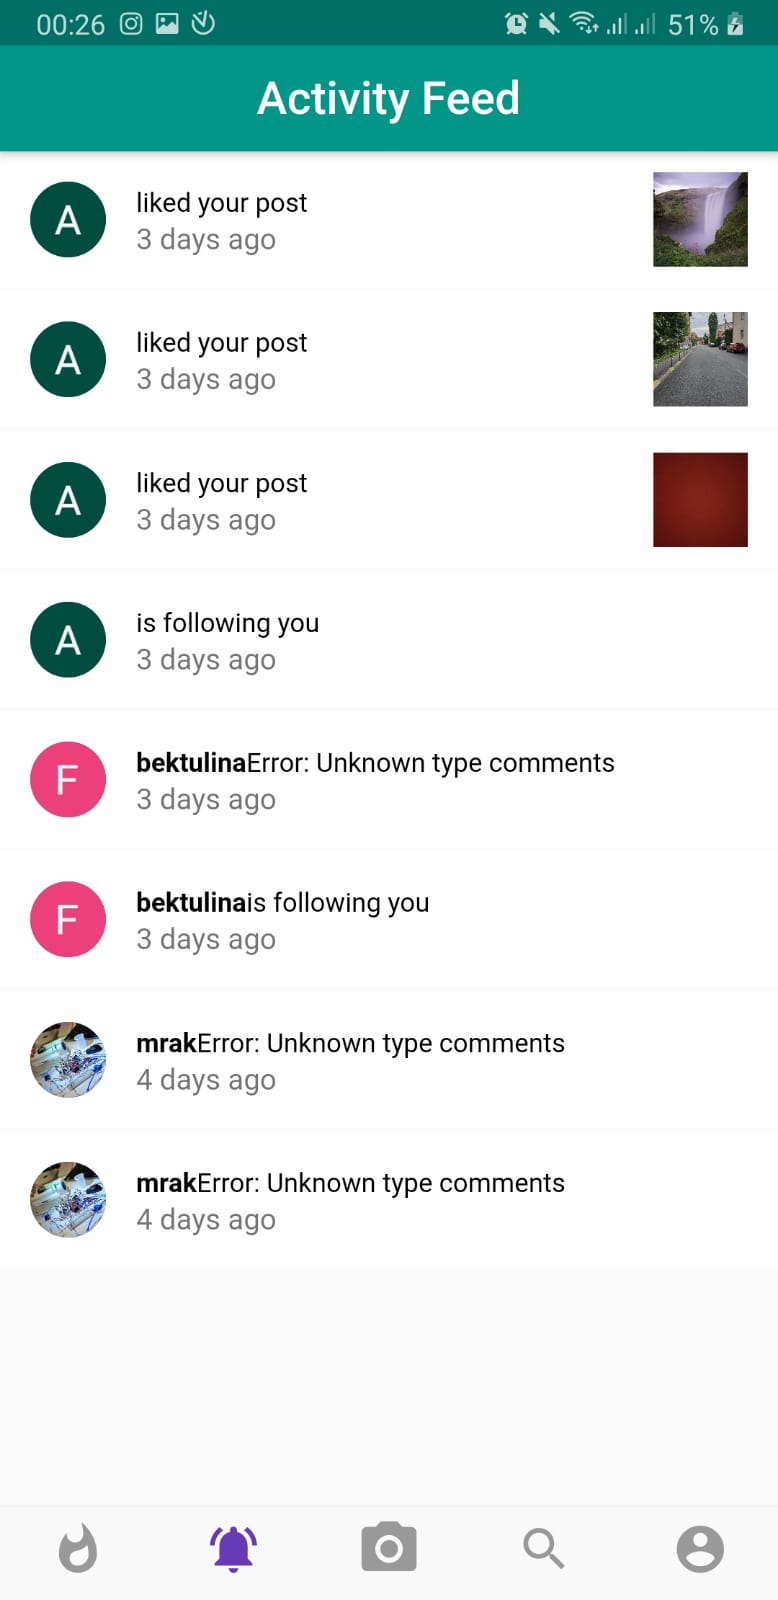 00:26 51%
Activity Feed
A
liked your post
3 days ago
A
liked your post
3 days ago
A
liked your post
3 days ago
A
is following you
3 days ago
F
bektulinaError: Unknown type comments
3 days ago
F
bektulinais following you
3 days ago
mrakError: Unknown type comments
4 days ago
mrakError: Unknown type comments
4 days ago